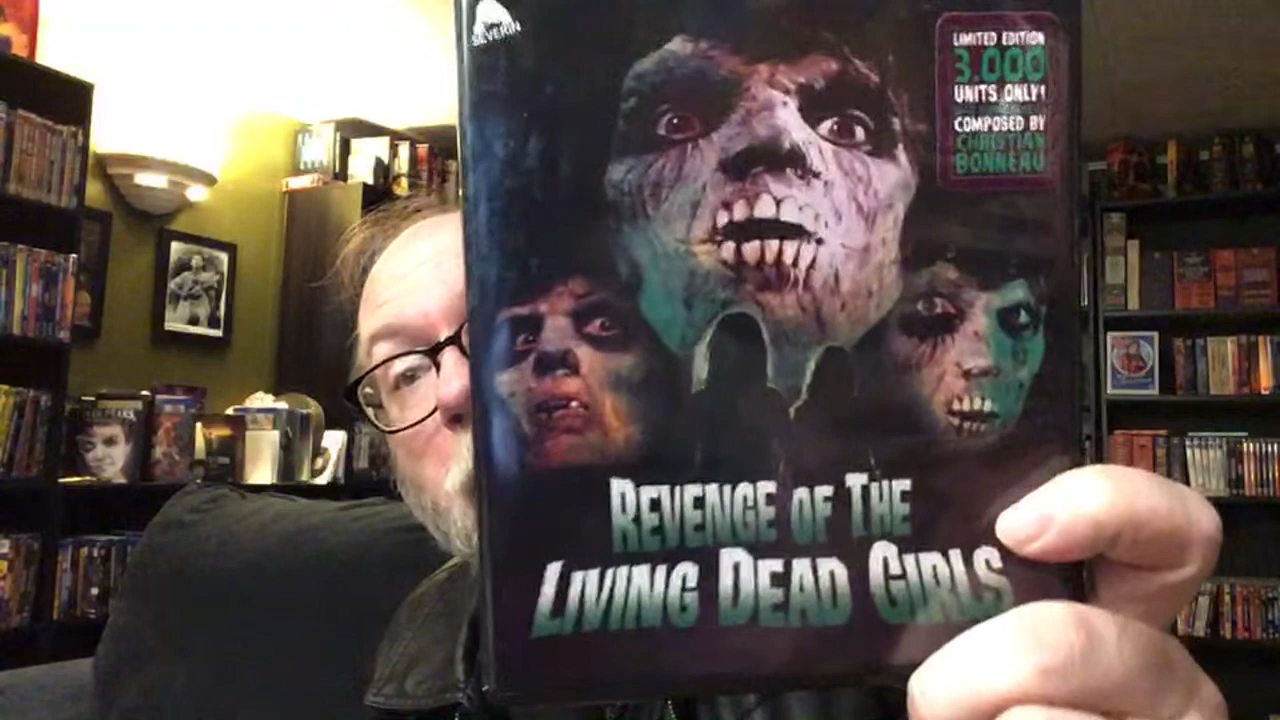 SEVERIN
LIMITED EDITION
3.000
UNITS ONLY!
COMPOSED BY
CHRISTIAN
BONNEAU
REVENGE OF THE
LIVING DEAD GIRLS